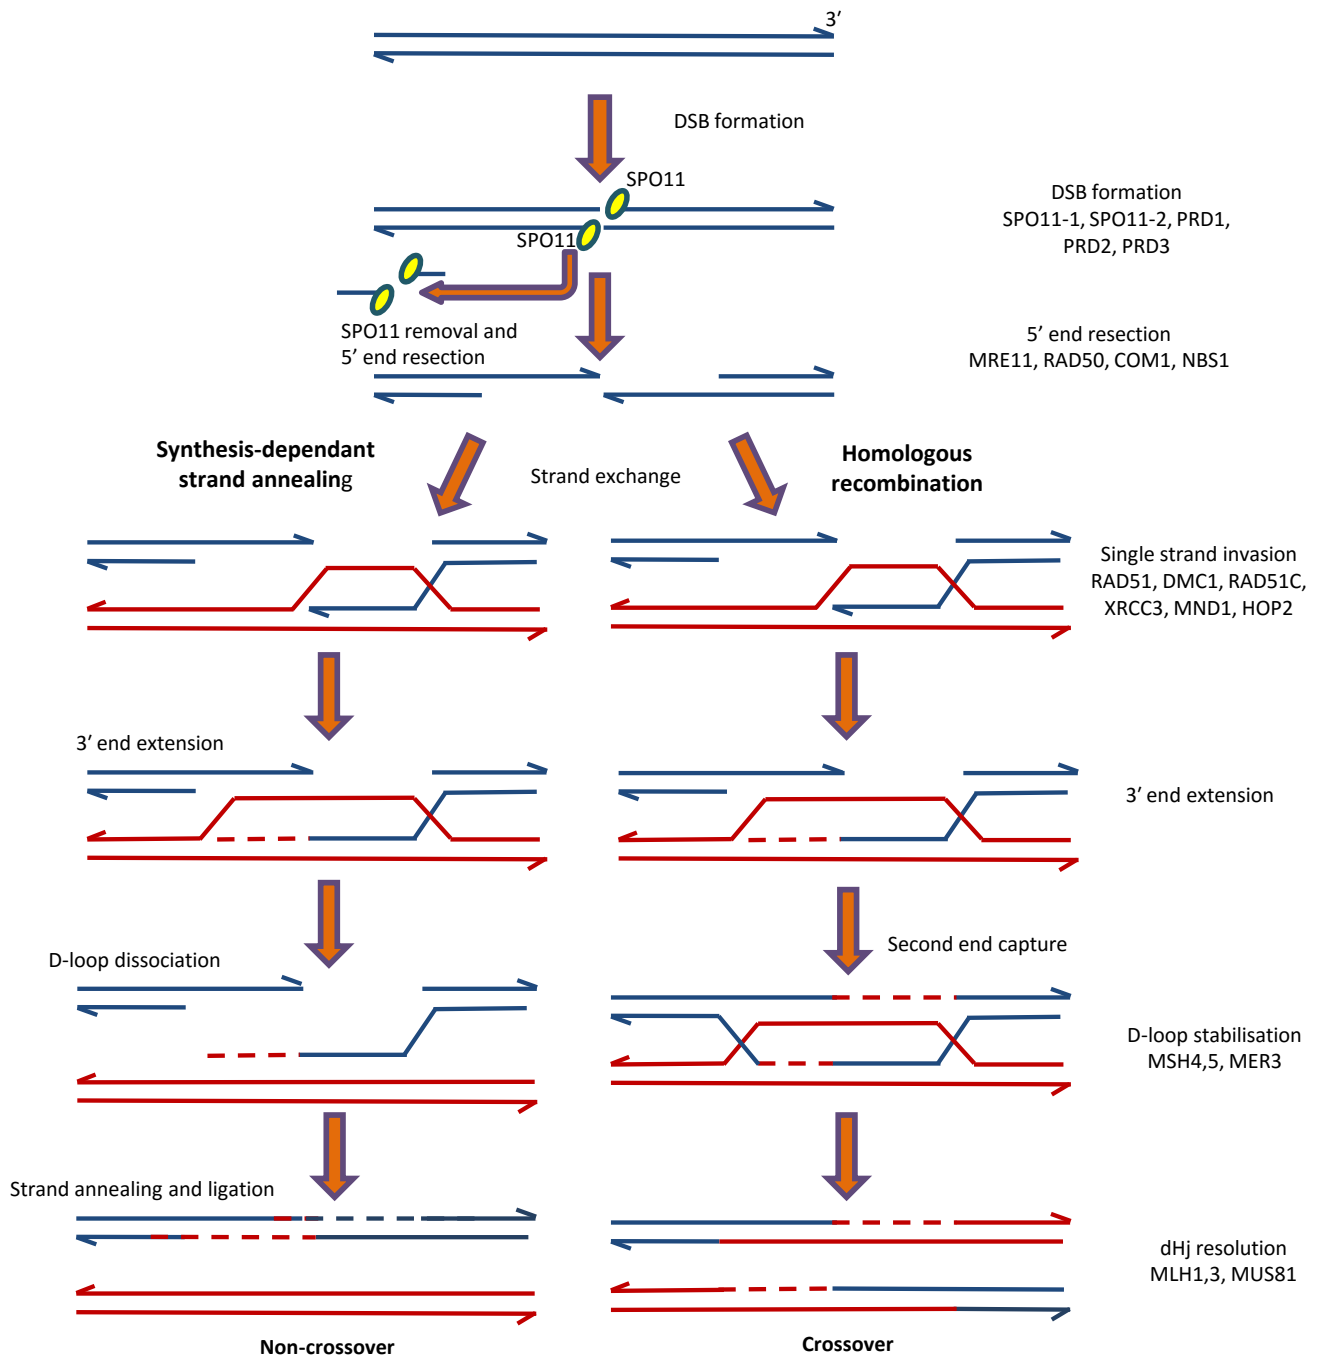 3’
DSB formation
SPO11
DSB formation
SPO11-1, SPO11-2, PRD1,
PRD2, PRD3
SPO11
SPO11 removal and
5’ end resection
5’ end resection
MRE11, RAD50, COM1, NBS1
Synthesis-dependant
strand annealing
Strand exchange
Homologous
recombination
Single strand invasion
RAD51, DMC1, RAD51C,
XRCC3, MND1, HOP2
3’ end extension
3’ end extension
D-loop dissociation
Second end capture
D-loop stabilisation
MSH4,5, MER3
Strand annealing and ligation
dHj resolution
MLH1,3, MUS81
Non-crossover
Crossover